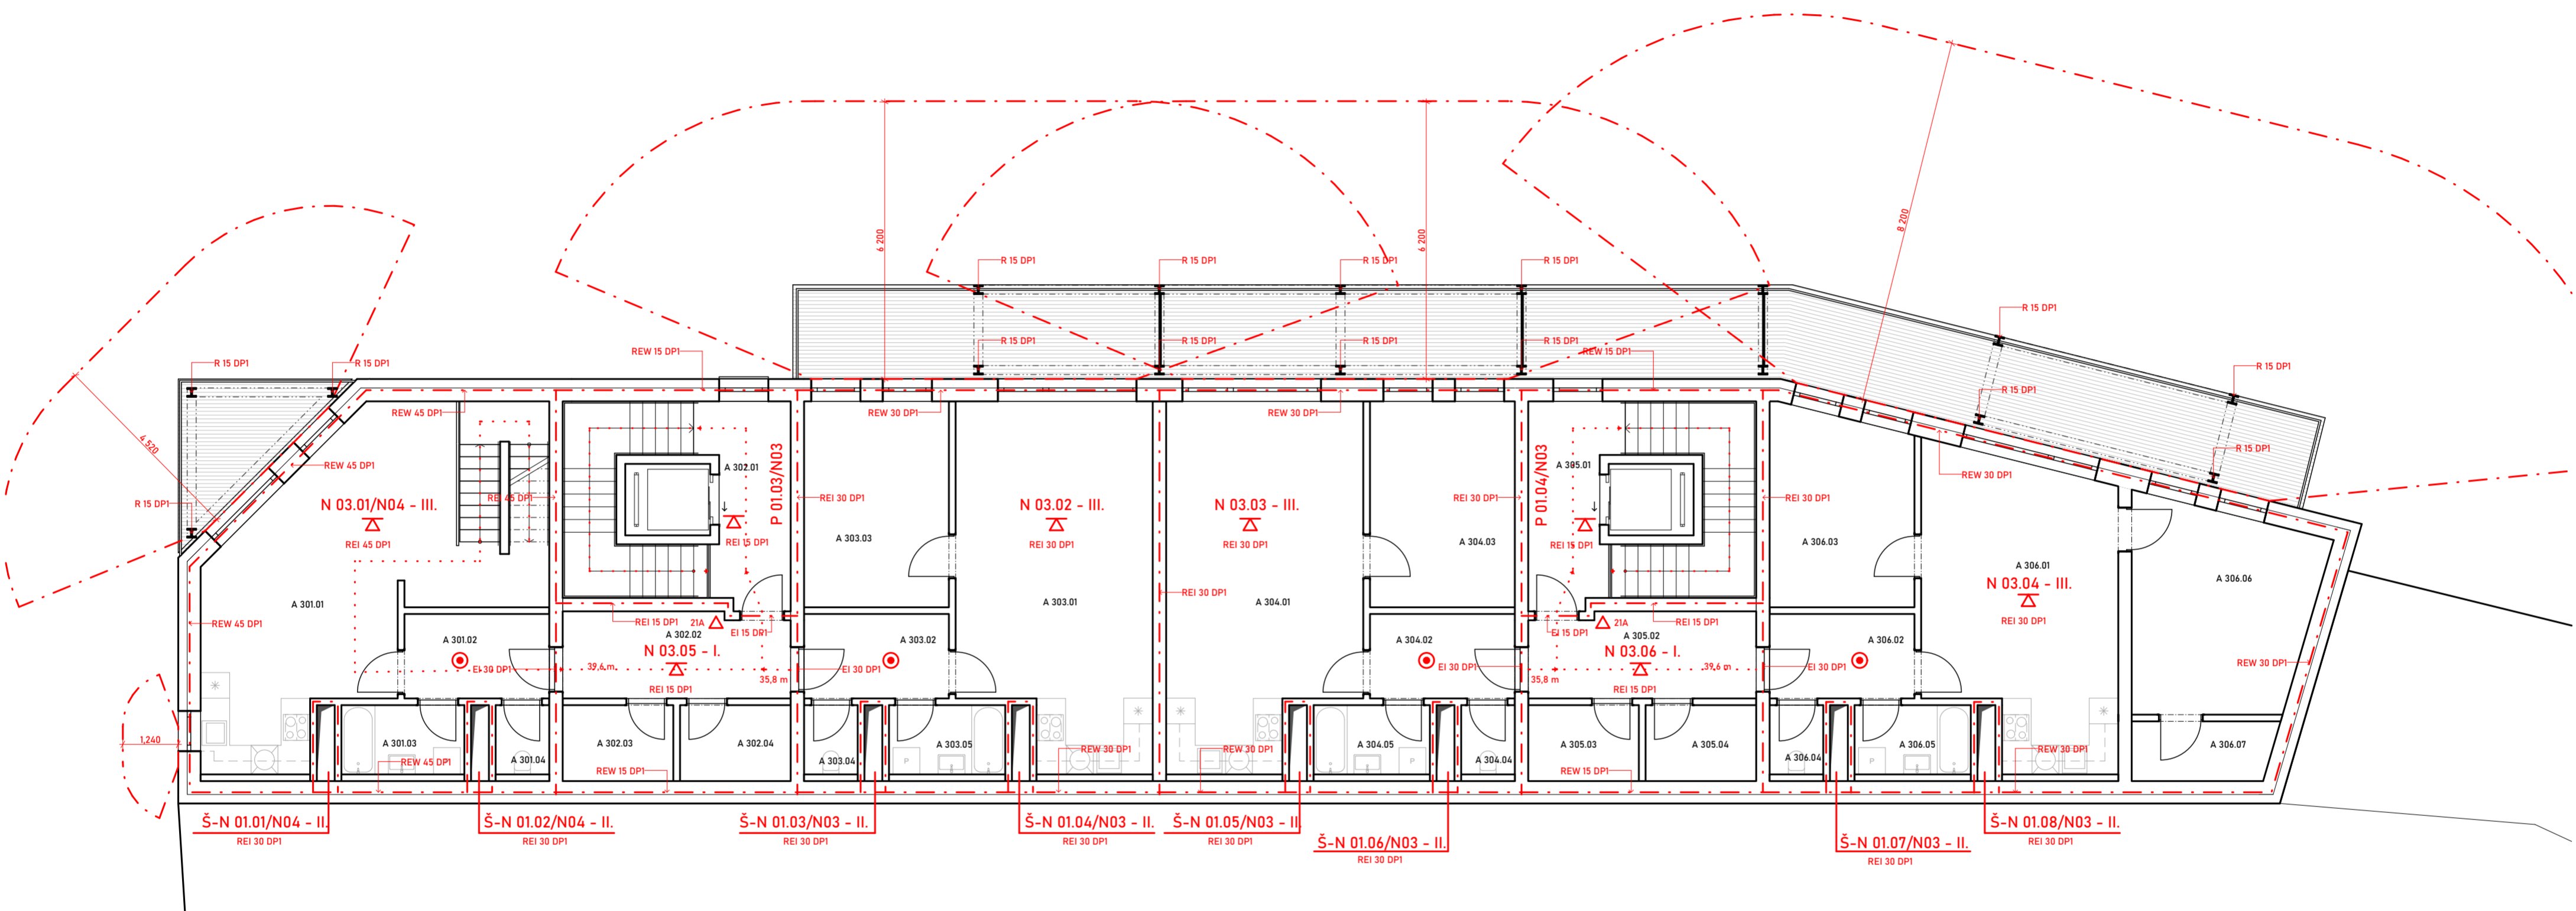 8 200
6 200
6 200
R 15 DP1
R 15 DP1
R 15 DP1
R 15 DP1
R 15 DP1
R 15 DP1
R 15 DP1
R 15 DP1
R 15 DP1
R 15 DP1
REW 15 DP1
REW 15 DP1
R 15 DP1
R 15 DP1
R 15 DP1
R 15 DP1
REW 45 DP1
REW 30 DP1
REW 30 DP1
4 520
REW 45 DP1
A 302.01
A 305.01
R 15 DP1
REW 30 DP1
R 15 DP1
N 03.01/N04 - III.
REI 45 DP1
REI 45 DP1
P 01.03/N03
REI 15 DP1
REI 30 DP1
N 03.02 - III.
REI 30 DP1
N 03.03 - III.
REI 30 DP1
REI 30 DP1
P 01.04/N03
REI 15 DP1
REI 30 DP1
A 303.03
A 304.03
A 306.03
A 306.01
N 03.04 - III.
REI 30 DP1
A 306.06
A 301.01
A 303.01
REI 30 DP1
A 304.01
REW 45 DP1
REI 15 DP1
21A
EI 15 DP1
EI 15 DP1
21A
REI 15 DP1
A 301.02
A 302.02
N 03.05 - I.
A 303.02
A 304.02
A 305.02
N 03.06 - I.
A 306.02
EI 30 DP1
39,6 m
35,8 m
EI 30 DP1
EI 30 DP1
35,8 m
39,6 m
EI 30 DP1
REW 30 DP1
REI 15 DP1
REI 15 DP1
1,240
A 301.03
A 301.04
A 302.03
A 302.04
A 303.04
P
A 303.05
A 304.05
P
A 304.04
A 305.03
A 305.04
A 306.04
P
A 306.05
A 306.07
REW 45 DP1
REW 15 DP1
REW 30 DP1
REW 30 DP1
REW 15 DP1
REW 30 DP1
Š-N 01.01/N04 - II.
REI 30 DP1
Š-N 01.02/N04 - II.
REI 30 DP1
Š-N 01.03/N03 - II.
REI 30 DP1
Š-N 01.04/N03 - II.
REI 30 DP1
Š-N 01.05/N03 - II.
REI 30 DP1
Š-N 01.06/N03 - II.
REI 30 DP1
Š-N 01.07/N03 - II.
REI 30 DP1
Š-N 01.08/N03 - II.
REI 30 DP1